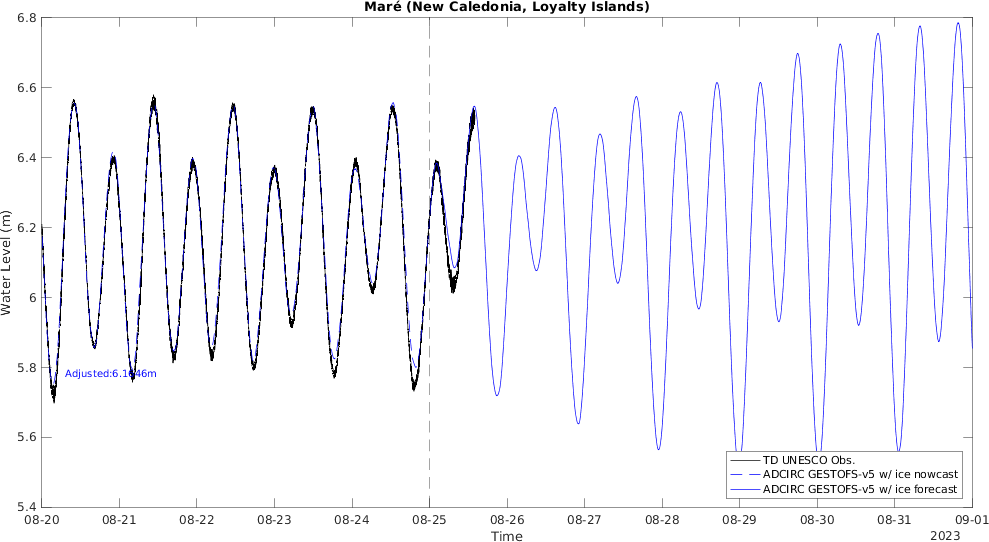 Maré (New Caledonia, Loyalty Islands)
6.8
6.6
6.4
6.2
6
5.8
5.6
5.4
Water Level (m)
Adjusted:6.1646m
TD UNESCO Obs.
ADCIRC GESTOFS-v5 w/ ice nowcast
ADCIRC GESTOFS-v5 w/ ice forecast
08-20 08-21 08-22 08-23 08-24 08-25 08-26 08-27 08-28 08-29 08-30 08-31 09-01
Time
2023